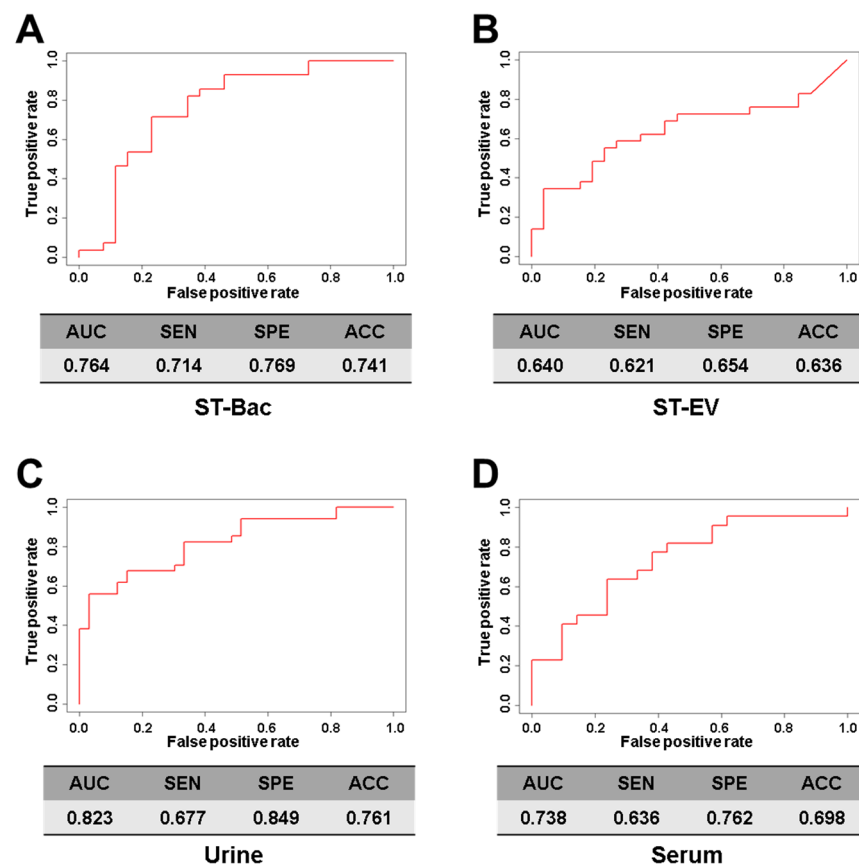 A
B
True positive rate
0.0 0.2 0.4 0.6 0.8 1.0
0.0 0.2 0.4 0.6 0.8 1.0
False positive rate
True positive rate
0.0 0.2 0.4 0.6 0.8 1.0
0.0 0.2 0.4 0.6 0.8 1.0
False positive rate
AUC SEN SPE ACC
0.764 0.714 0.769 0.741
ST-Bac
AUC SEN SPE ACC
0.640 0.621 0.654 0.636
ST-EV
C
D
True positive rate
0.0 0.2 0.4 0.6 0.8 1.0
0.0 0.2 0.4 0.6 0.8 1.0
False positive rate
True positive rate
0.0 0.2 0.4 0.6 0.8 1.0
0.0 0.2 0.4 0.6 0.8 1.0
False positive rate
AUC SEN SPE ACC
0.823 0.677 0.849 0.761
Urine
AUC SEN SPE ACC
0.738 0.636 0.762 0.698
Serum